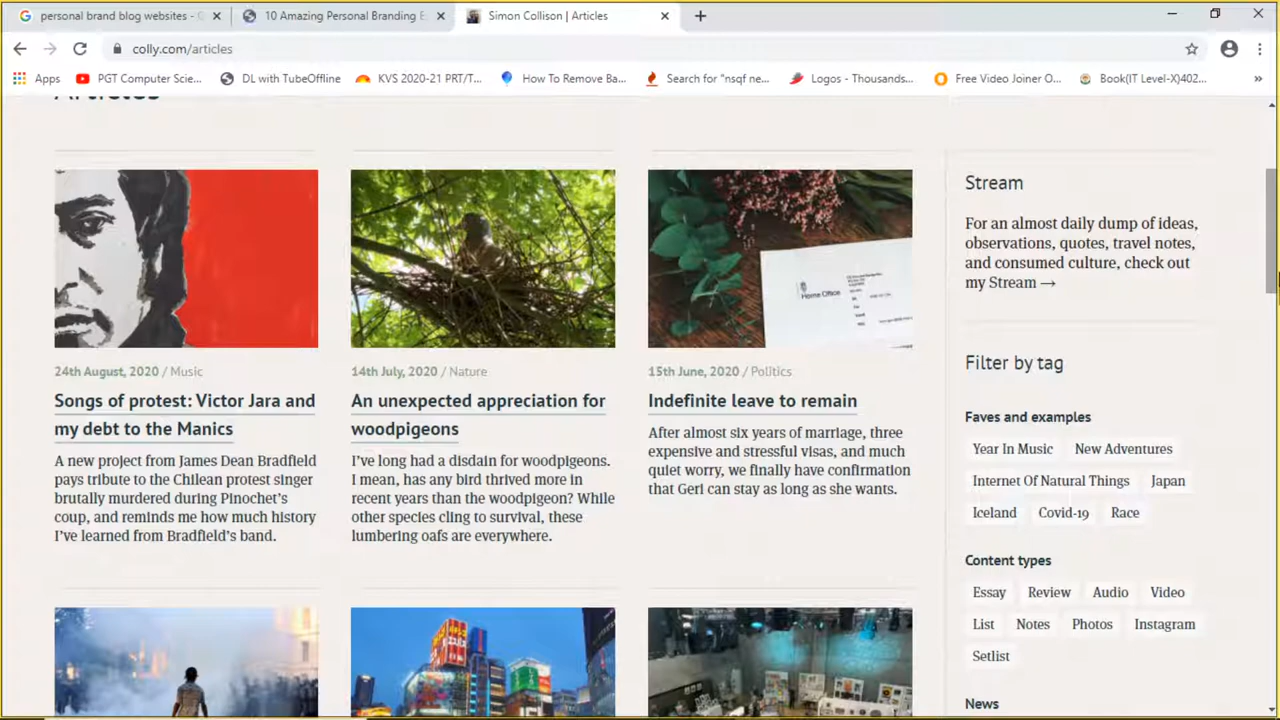 personal brand blog websites - G
10 Amazing Personal Branding E
Simon Collison | Articles
colly.com/articles
Apps
PGT Computer Scie...
DL with TubeOffline
KVS 2020-21 PRT/T...
How To Remove Ba...
Search for "nsqf ne...
Logos - Thousands...
Free Video Joiner O...
Book(IT Level-X)402...
»
Articles
24th August, 2020 / Music
Songs of protest: Victor Jara and
my debt to the Manics
A new project from James Dean Bradfield
pays tribute to the Chilean protest singer
brutally murdered during Pinochet's
coup, and reminds me how much history
I've learned from Bradfield's band.
14th July, 2020 / Nature
An unexpected appreciation for
woodpigeons
I've long had a disdain for woodpigeons.
I mean, has any bird thrived more in
recent years than the woodpigeon? While
other species cling to survival, these
lumbering oafs are everywhere.
Home Office
15th June, 2020 / Politics
Indefinite leave to remain
After almost six years of marriage, three
expensive and stressful visas, and much
quiet worry, we finally have confirmation
that Geri can stay as long as she wants.
Stream
For an almost daily dump of ideas,
observations, quotes, travel notes,
and consumed culture, check out
my Stream →
Filter by tag
Faves and examples
Year In Music New Adventures
Internet Of Natural Things Japan
Iceland Covid-19 Race
Content types
Essay Review Audio Video
List Notes Photos Instagram
Setlist
News